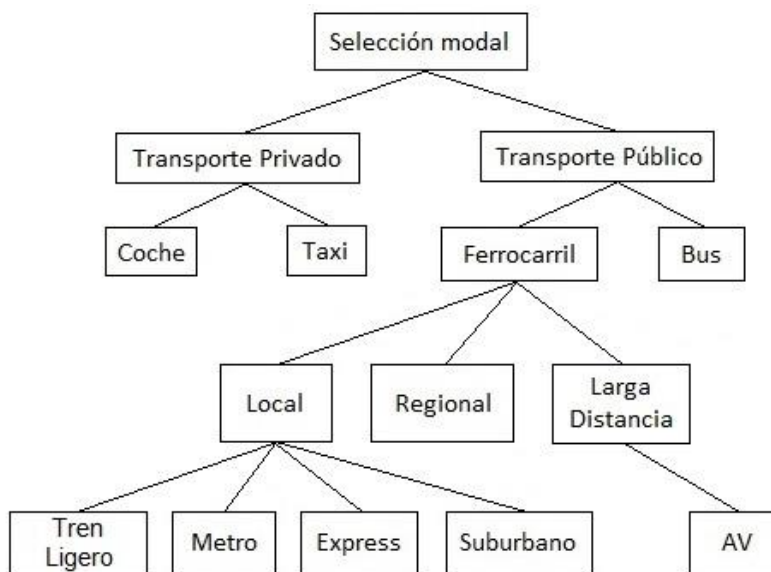 Selección modal
Transporte Privado
Transporte Público
Coche
Taxi
Ferrocarril
Bus
Local
Regional
Larga
Distancia
Tren
Ligero
Metro
Express
Suburbano
AV